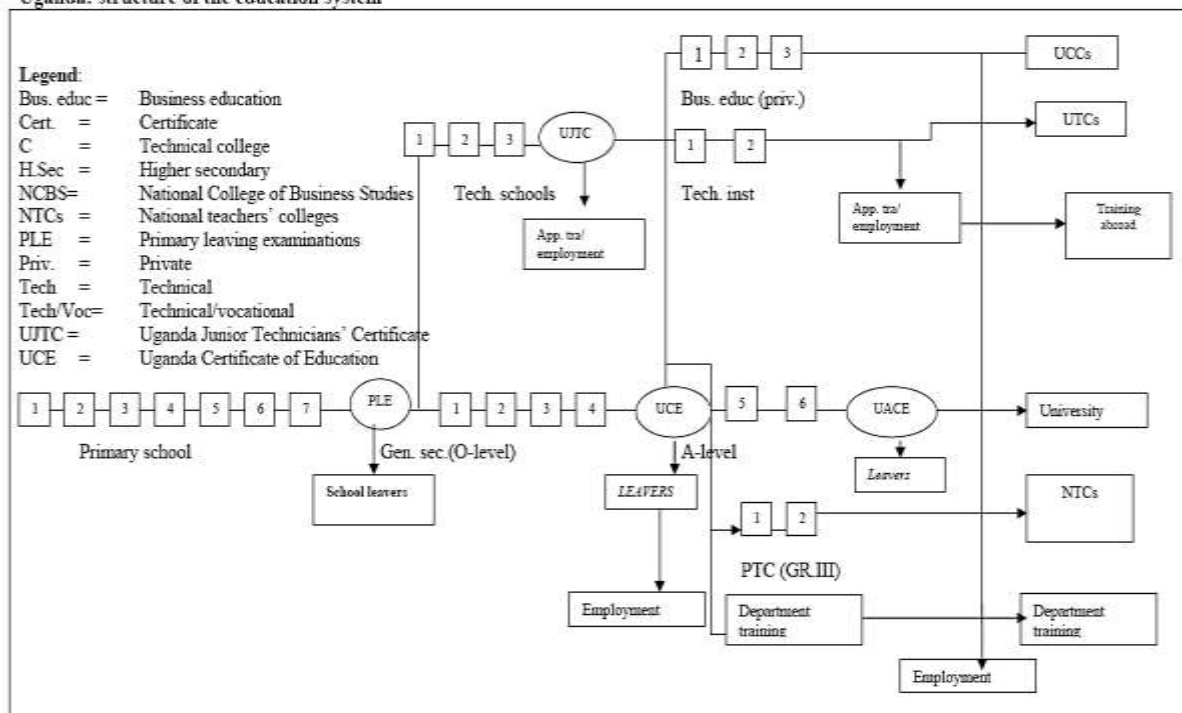 Uganda: structure of the education system
Legend:
Bus. educ = Business education
Cert. = Certificate
C = Technical college
H.Sec = Higher secondary
NCBS= National College of Business Studies
NTCs = National teachers' colleges
PLE = Primary leaving examinations
Priv. = Private
Tech = Technical
Tech/Voc= Technical/vocational
UJTC = Uganda Junior Technicians' Certificate
UCE = Uganda Certificate of Education
1 2 3 UCCs
Bus. educ (priv.)
1 2 3 UJTC
Tech. schools
App. tra/
employment
1 2 UTCs
Tech. inst
App. tra/
employment
Training
abroad
1 2 3 4 5 6 7 PLE 1 2 3 4 UCE 5 6 UACE University
Primary school Gen. sec.(O-level) A-level
School leavers
LEAVERS
Leavers
1 2 NTCs
PTC (GR.III)
Employment
Department
training
Department
training
Employment